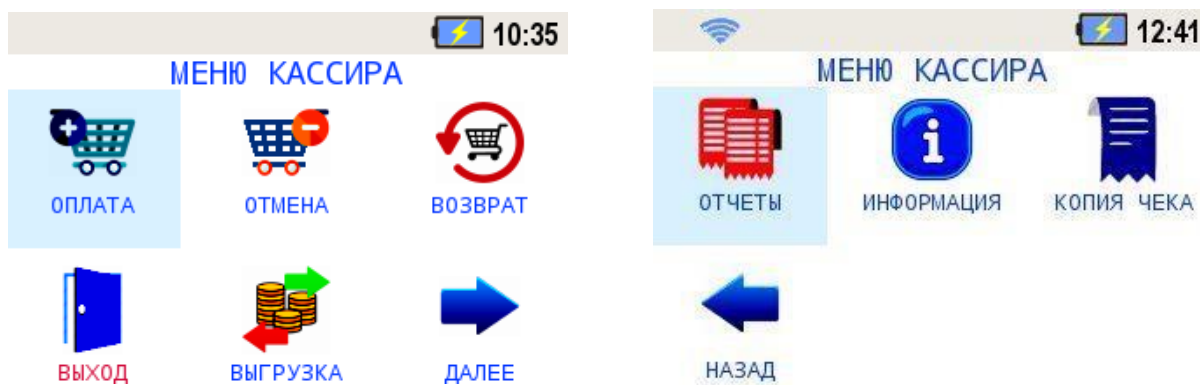 10:35
МЕНЮ КАССИРА
ОПЛАТА
ОТМЕНА
ВОЗВРАТ
ВЫХОД
ВЫГРУЗКА
ДАЛЕЕ
12:41
МЕНЮ КАССИРА
ОТЧЕТЫ
ИНФОРМАЦИЯ
КОПИЯ ЧЕКА
НАЗАД